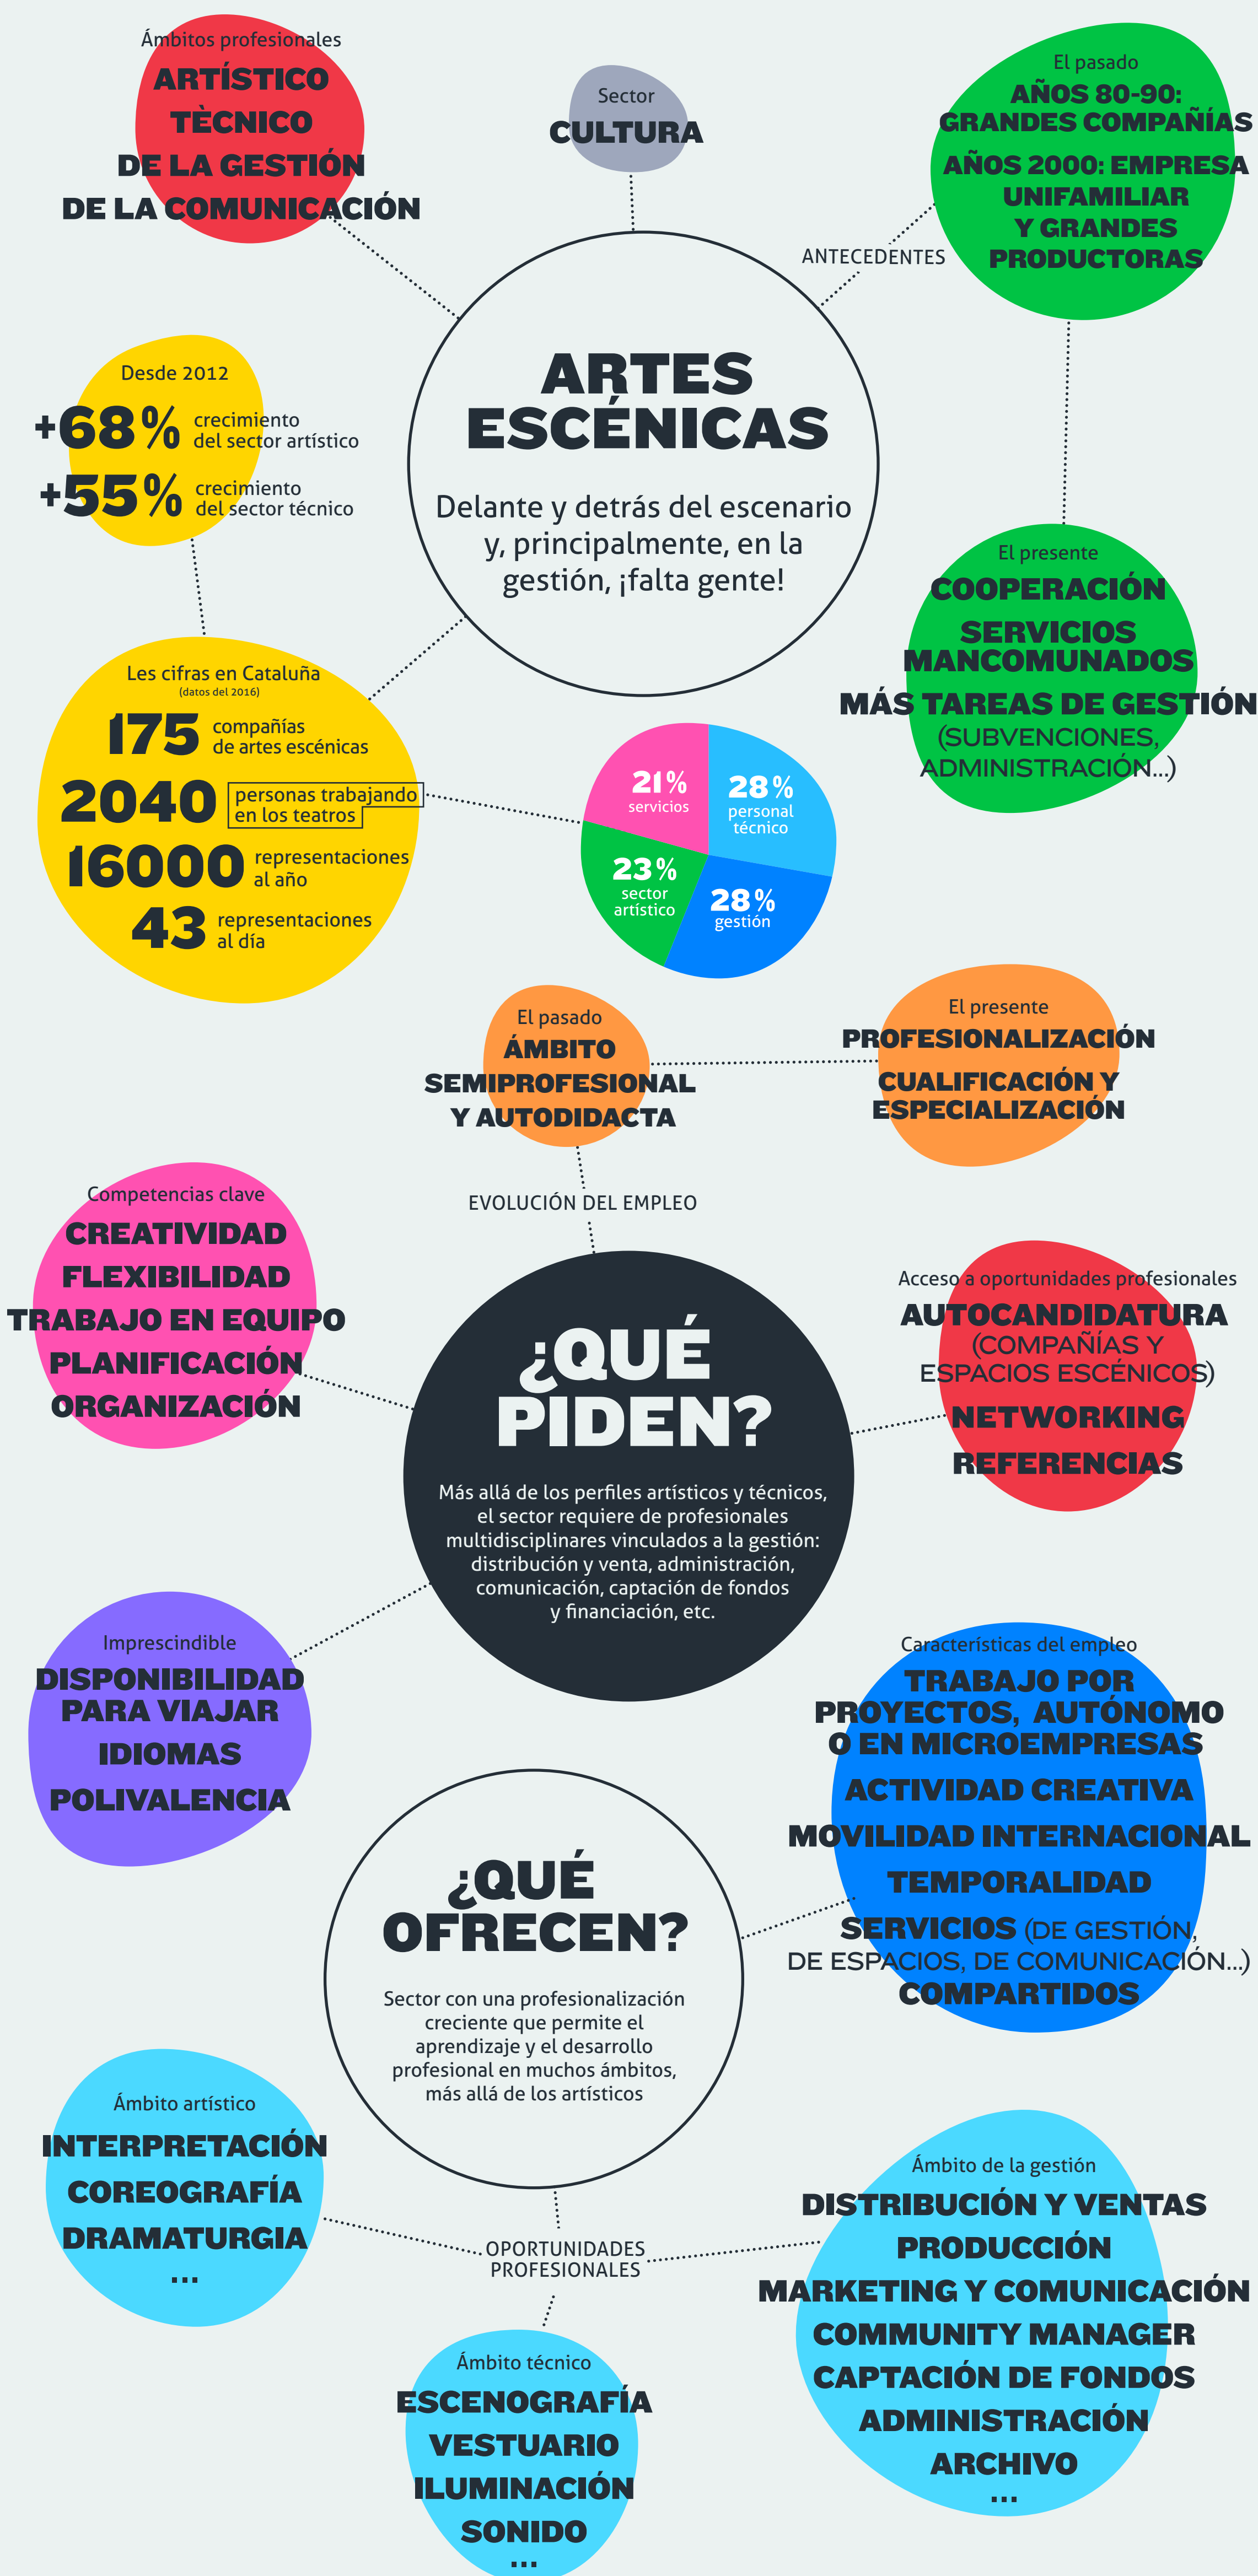 Ámbitos profesionales
ARTÍSTICO
TÈCNICO
DE LA GESTIÓN
DE LA COMUNICACIÓN
Sector
CULTURA
El pasado
AÑOS 80-90:
GRANDES COMPAÑÍAS
AÑOS 2000: EMPRESA
UNIFAMILIAR
Y GRANDES
PRODUCTORAS
ANTECEDENTES
ARTES
ESCÉNICAS
Delante y detrás del escenario
y, principalmente, en la
gestión, ¡falta gente!
Desde 2012
+68% crecimiento
del sector artístico
+55% crecimiento
del sector técnico
El presente
COOPERACIÓN
SERVICIOS
MANCOMUNADOS
MÁS TAREAS DE GESTIÓN
(SUBVENCIONES,
ADMINISTRACIÓN...)
Les cifras en Cataluña
(datos del 2016)
175 compañías
de artes escénicas
2040 personas trabajando
en los teatros
16000 representaciones
al año
43 representaciones
al día
21%
servicios
28%
personal
técnico
23%
sector
artístico
28%
gestión
El pasado
ÁMBITO
SEMIPROFESIONAL
Y AUTODIDACTA
El presente
PROFESIONALIZACIÓN
CUALIFICACIÓN Y
ESPECIALIZACIÓN
EVOLUCIÓN DEL EMPLEO
Competencias clave
CREATIVIDAD
FLEXIBILIDAD
TRABAJO EN EQUIPO
PLANIFICACIÓN
ORGANIZACIÓN
¿QUÉ
PIDEN?
Más allá de los perfiles artísticos y técnicos,
el sector requiere de profesionales
multidisciplinares vinculados a la gestión:
distribución y venta, administración,
comunicación, captación de fondos
y financiación, etc.
Acceso a oportunidades profesionales
AUTOCANDIDATURA
(COMPAÑÍAS Y
ESPACIOS ESCÉNICOS)
NETWORKING
REFERENCIAS
Imprescindible
DISPONIBILIDAD
PARA VIAJAR
IDIOMAS
POLIVALENCIA
Características del empleo
TRABAJO POR
PROYECTOS, AUTÓNOMO
O EN MICROEMPRESAS
ACTIVIDAD CREATIVA
MOVILIDAD INTERNACIONAL
TEMPORALIDAD
SERVICIOS (DE GESTIÓN,
DE ESPACIOS, DE COMUNICACIÓN...)
COMPARTIDOS
¿QUÉ
OFRECEN?
Sector con una profesionalización
creciente que permite el
aprendizaje y el desarrollo
profesional en muchos ámbitos,
más allá de los artísticos
Ámbito artístico
INTERPRETACIÓN
COREOGRAFÍA
DRAMATURGIA
...
OPORTUNIDADES
PROFESIONALES
Ámbito de la gestión
DISTRIBUCIÓN Y VENTAS
PRODUCCIÓN
MARKETING Y COMUNICACIÓN
COMMUNITY MANAGER
CAPTACIÓN DE FONDOS
ADMINISTRACIÓN
ARCHIVO
...
Ámbito técnico
ESCENOGRAFÍA
VESTUARIO
ILUMINACIÓN
SONIDO
...